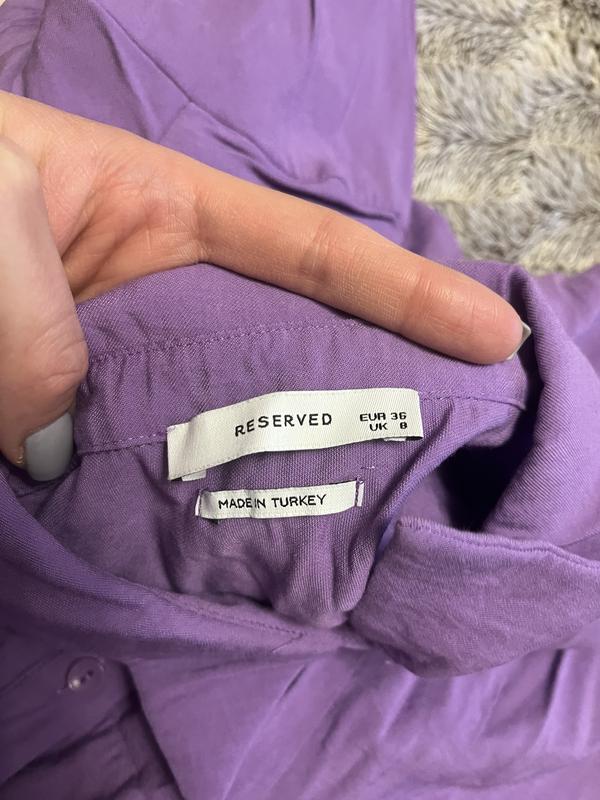 RESERVED
EUR 36
UK 8
MADE IN TURKEY